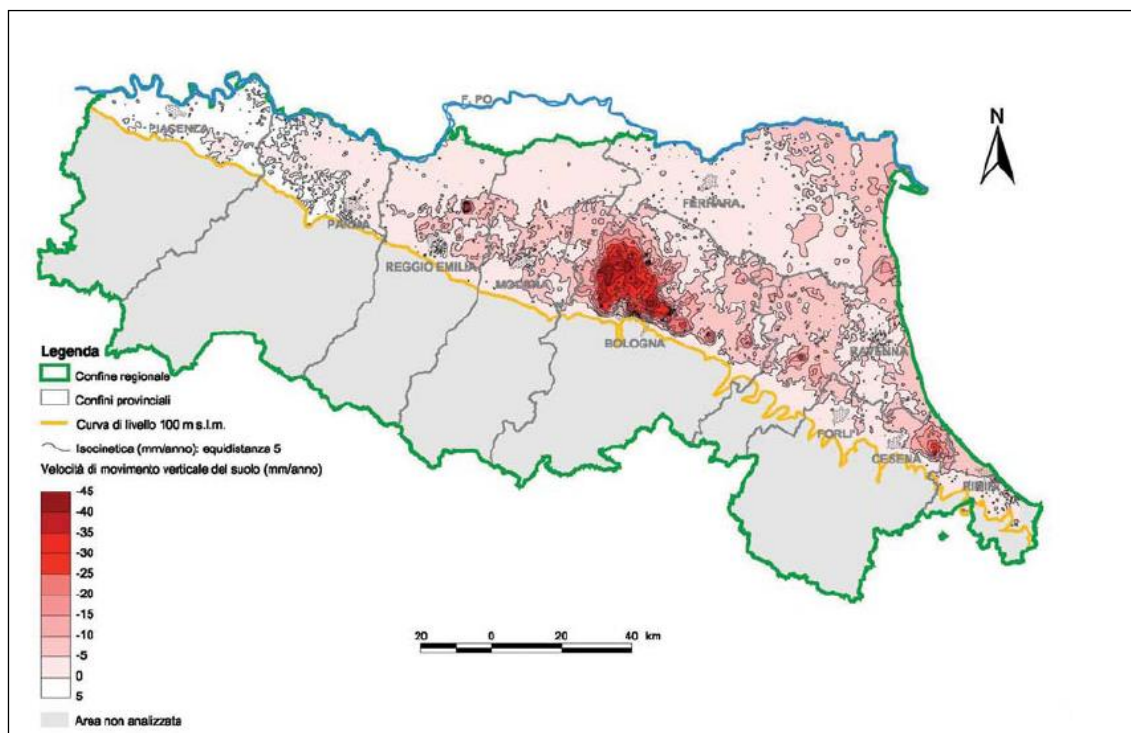 F. PO
N
PIACENZA
FERRARA
PARMA
REGGIO EMILIA
MODENA
BOLOGNA
RAVENNA
FORLI'
CESENA
RIMINI
Legenda
Confine regionale
Confini provinciali
Curva di livello 100 m s.l.m.
Isocinetica (mm/anno): equidistanza 5
Velocità di movimento verticale del suolo (mm/anno)
-45
-40
-35
-30
-25
-20
-15
-10
-5
0
5
Area non analizzata
20 0 20 40 km